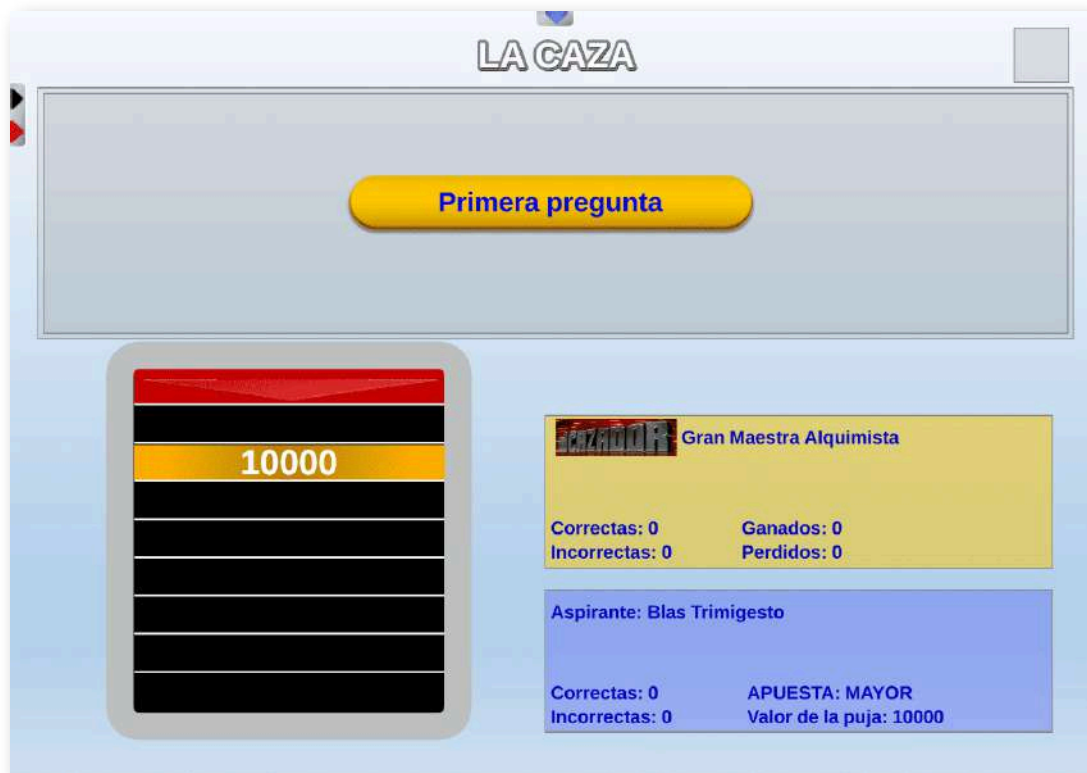 LA CAZA
Primera pregunta
10000
CAZADOR Gran Maestra Alquimista
Correctas: 0 Ganados: 0
Incorrectas: 0 Perdidos: 0
Aspirante: Blas Trimigesto
Correctas: 0 APUESTA: MAYOR
Incorrectas: 0 Valor de la puja: 10000